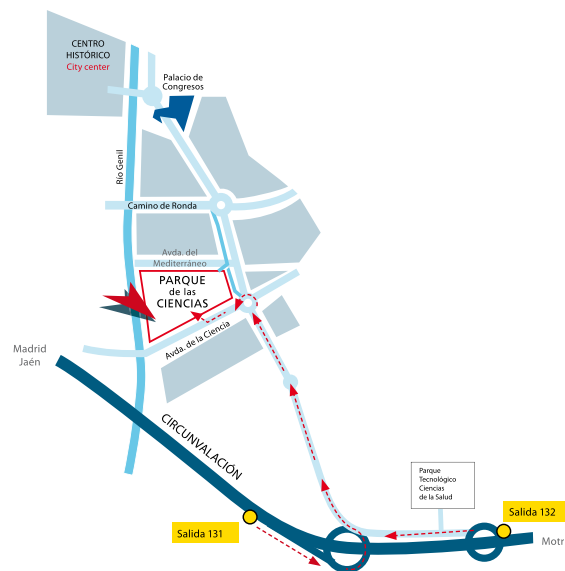 CENTRO
HISTÓRICO
City center
Palacio de
Congresos
Río Genil
Camino de Ronda
Avda. del
Mediterráneo
PARQUE
de las
CIENCIAS
Avda. de la Ciencia
Madrid
Jaén
CIRCUNVALACIÓN
Parque
Tecnológico
Ciencias
de la Salud
Salida 132
Salida 131
Motr